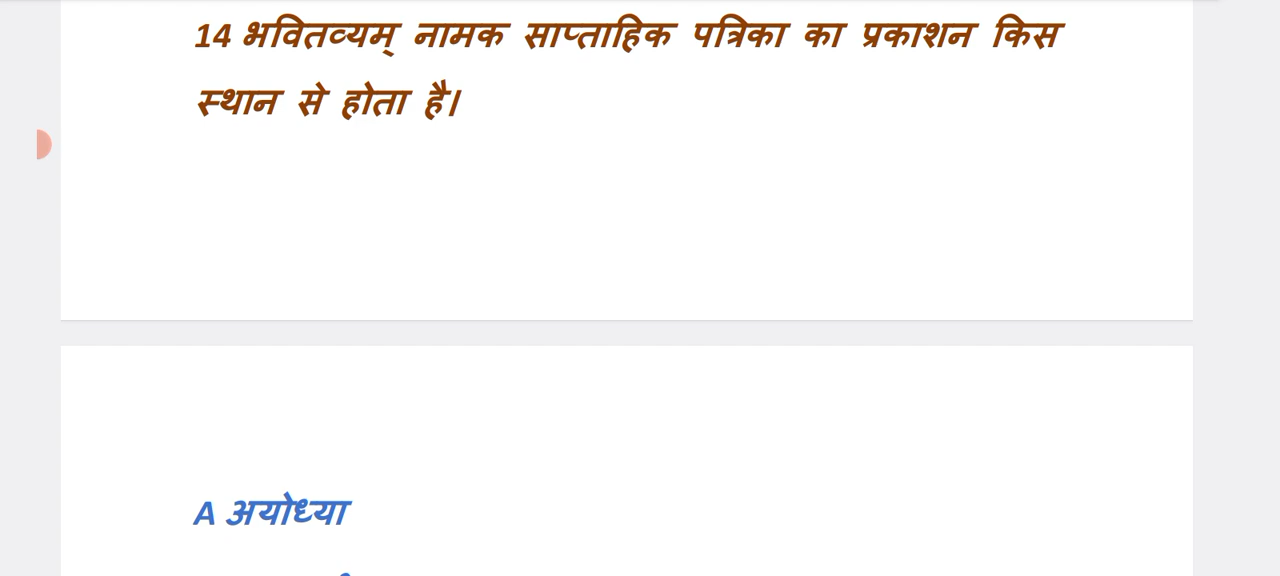 14 भवितव्यम् नामक साप्ताहिक पत्रिका का प्रकाशन किस
स्थान से होता है।
A अयोध्या